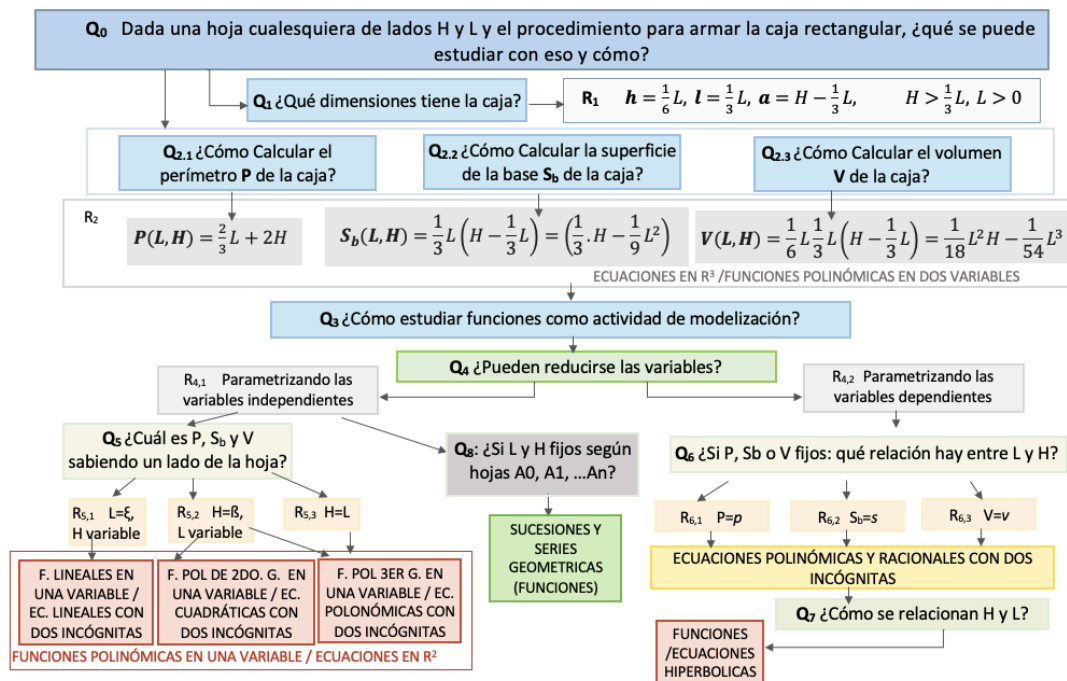 Q0 Dada una hoja cualesquiera de lados H y L y el procedimiento para armar la caja rectangular, ¿qué se puede
estudiar con eso y cómo?
Q1 ¿Qué dimensiones tiene la caja?
R1 h = 1/6 L, l = 1/3 L, a = H − 1/3 L, H > 1/3 L, L > 0
Q2.1 ¿Cómo Calcular el
perímetro P de la caja?
Q2.2 ¿Cómo Calcular la superficie
de la base Sb de la caja?
Q2.3 ¿Cómo Calcular el volumen
V de la caja?
R2
P(L, H) = 2/3 L + 2H
Sb(L, H) = 1/3 L (H − 1/3 L) = (1/3 . H − 1/9 L²)
V(L, H) = 1/6 L 1/3 L (H − 1/3 L) = 1/18 L²H − 1/54 L³
ECUACIONES EN R³ /FUNCIONES POLINÓMICAS EN DOS VARIABLES
Q3 ¿Cómo estudiar funciones como actividad de modelización?
Q4 ¿Pueden reducirse las variables?
R4,1 Parametrizando las
variables independientes
R4,2 Parametrizando las
variables dependientes
Q5 ¿Cuál es P, Sb y V
sabiendo un lado de la hoja?
Q8: ¿Si L y H fijos según
hojas A0, A1, ...An?
Q6 ¿Si P, Sb o V fijos: qué relación hay entre L y H?
R5,1 L=ξ,
H variable
R5,2 H=ß,
L variable
R5,3 H=L
R6,1 P=p
R6,2 Sb=s
R6,3 V=v
SUCESIONES Y
SERIES
GEOMETRICAS
(FUNCIONES)
ECUACIONES POLINÓMICAS Y RACIONALES CON DOS
INCÓGNITAS
F. LINEALES EN
UNA VARIABLE /
EC. LINEALES CON
DOS INCÓGNITAS
F. POL DE 2DO. G. EN
UNA VARIABLE / EC.
CUADRÁTICAS CON
DOS INCÓGNITAS
F. POL 3ER G. EN
UNA VARIABLE / EC.
POLONÓMICAS CON
DOS INCÓGNITAS
FUNCIONES POLINÓMICAS EN UNA VARIABLE / ECUACIONES EN R²
Q7 ¿Cómo se relacionan H y L?
FUNCIONES
/ECUACIONES
HIPERBOLICAS